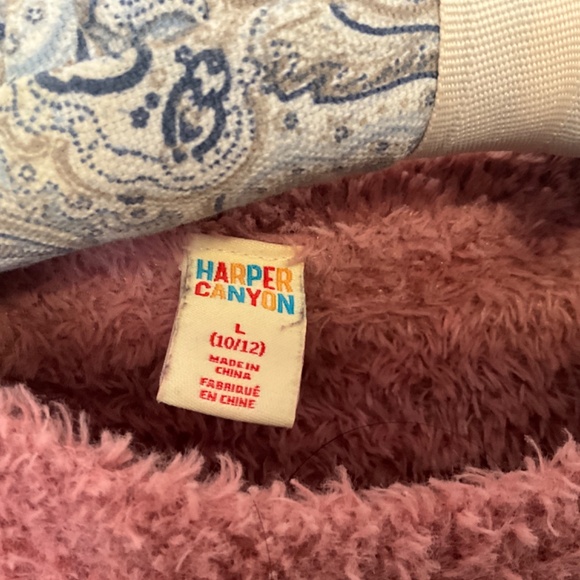 HARPER
CANYON
L
(10/12)
MADE IN
CHINA
FABRIQUÉ
EN CHINE